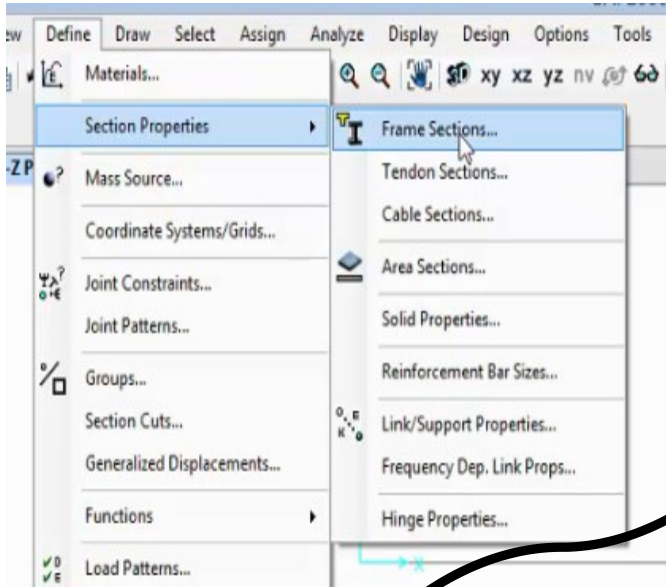 Define Draw Select Assign Analyze Display Design Options Tools
Materials... xy xz yz nv
Section Properties Frame Sections...
Tendon Sections...
Mass Source...
Cable Sections...
Coordinate Systems/Grids...
Area Sections...
Joint Constraints...
Solid Properties...
Joint Patterns...
Reinforcement Bar Sizes...
Groups...
Section Cuts... Link/Support Properties...
Generalized Displacements... Frequency Dep. Link Props...
Functions Hinge Properties...
Load Patterns... X